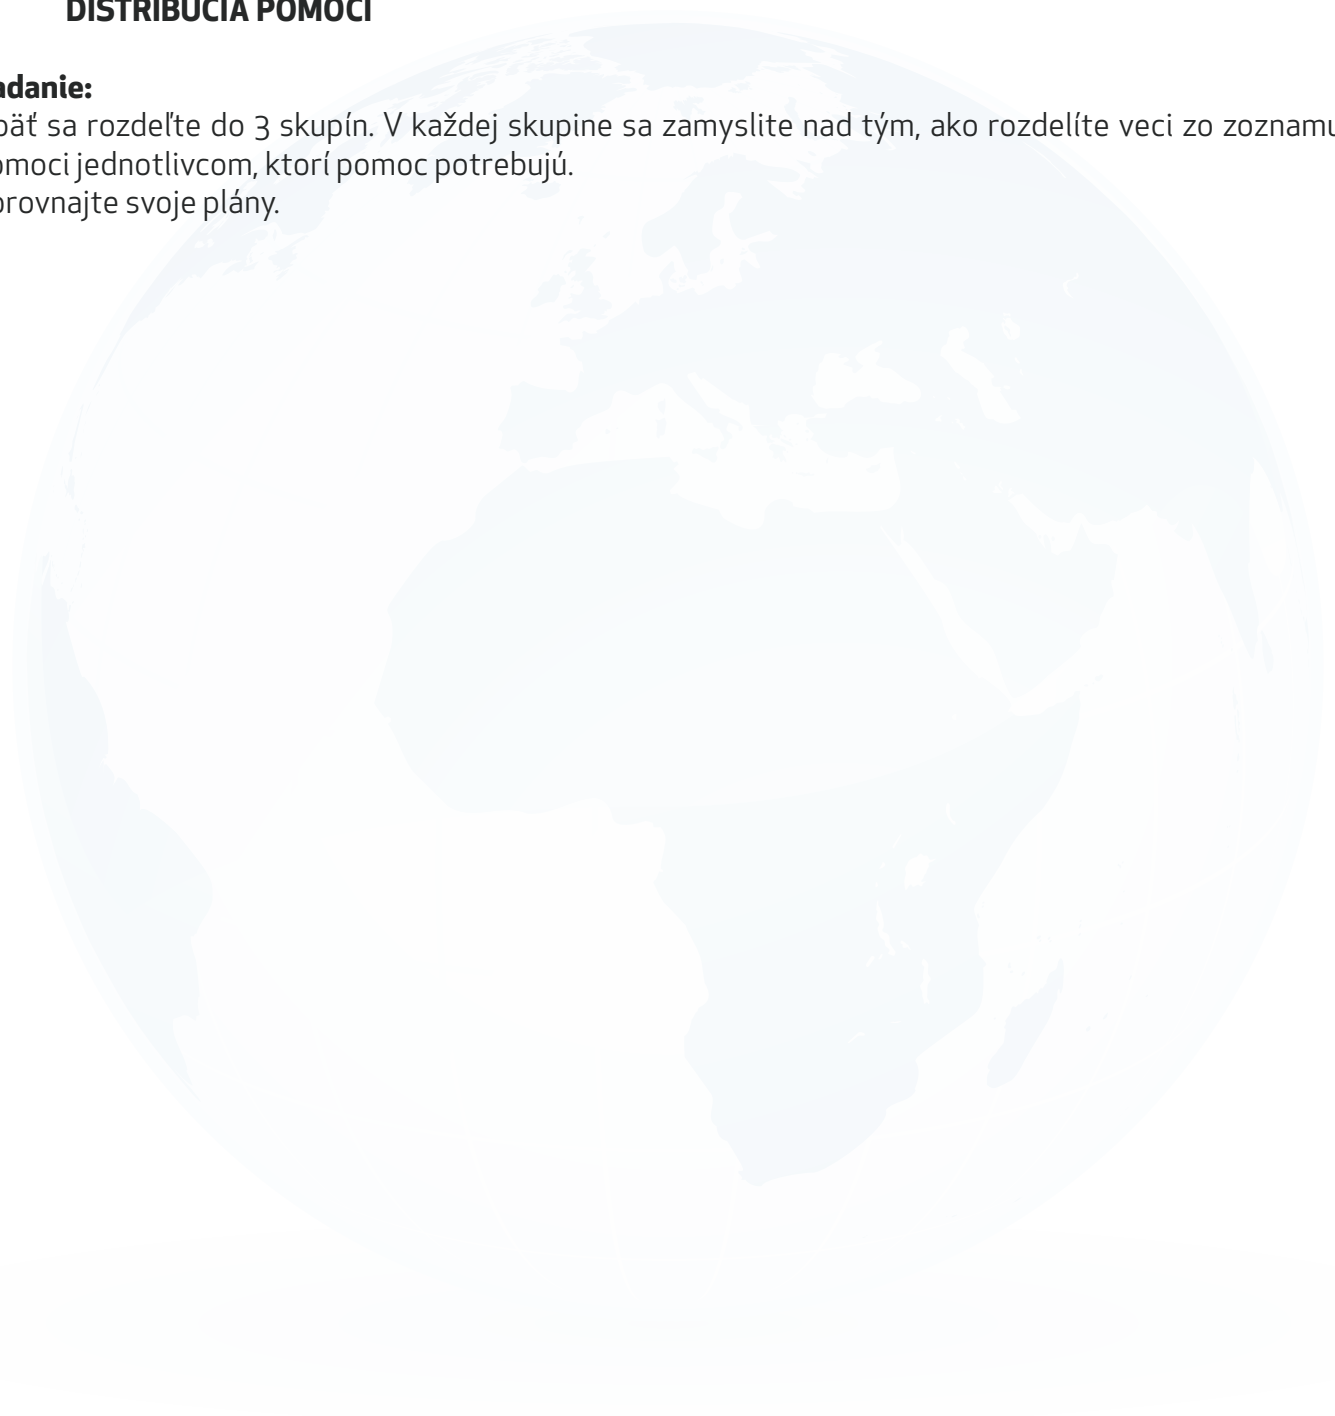 DISTRIBÚCIA POMOCI
adanie:
päť sa rozdeľte do 3 skupín. V každej skupine sa zamyslite nad tým, ako rozdelíte veci zo zoznamu
omoci jednotlivcom, ktorí pomoc potrebujú.
orovnajte svoje plány.